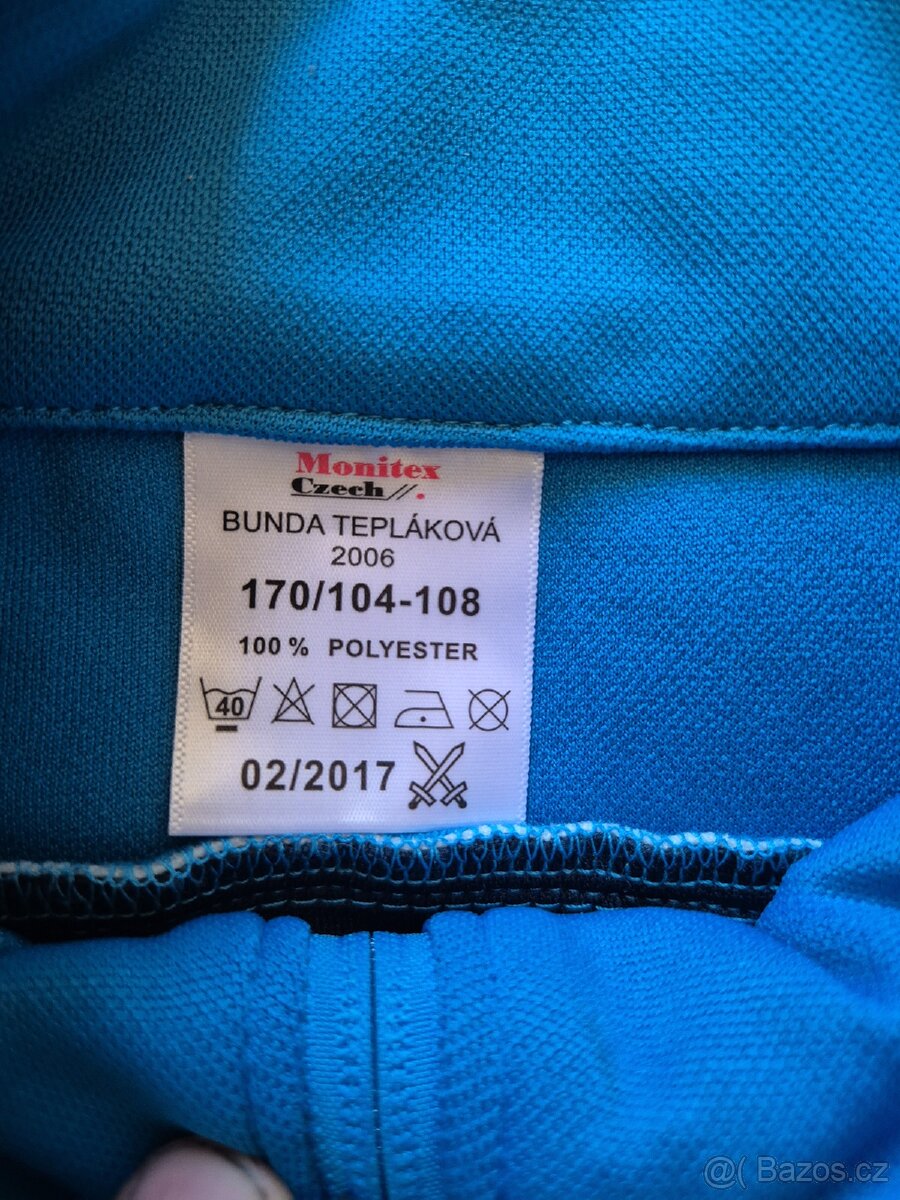 Monitex
Czech//.
BUNDA TEPLÁKOVÁ
2006
170/104-108
100 % POLYESTER
40
02/2017
@( Bazos.cz